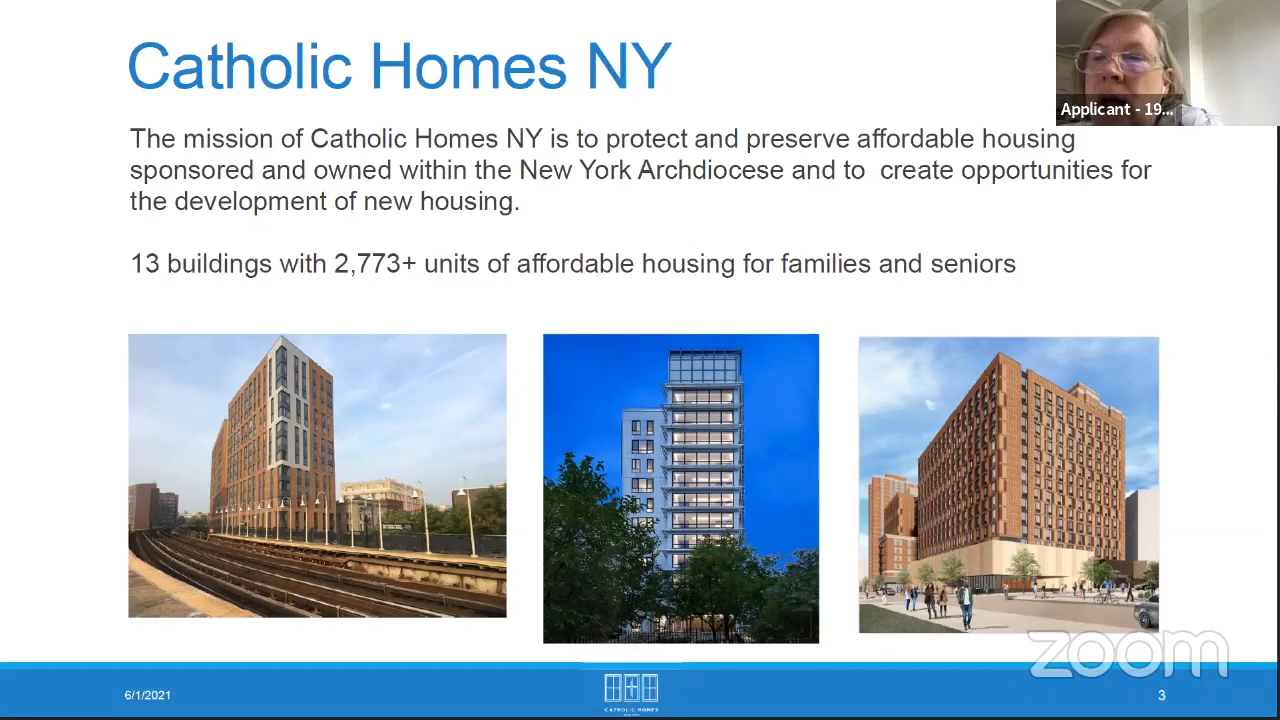 Catholic Homes NY
Applicant - 19...
The mission of Catholic Homes NY is to protect and preserve affordable housing
sponsored and owned within the New York Archdiocese and to  create opportunities for
the development of new housing.
13 buildings with 2,773+ units of affordable housing for families and seniors
zoom
6/1/2021
CATHOLIC HOMES
3